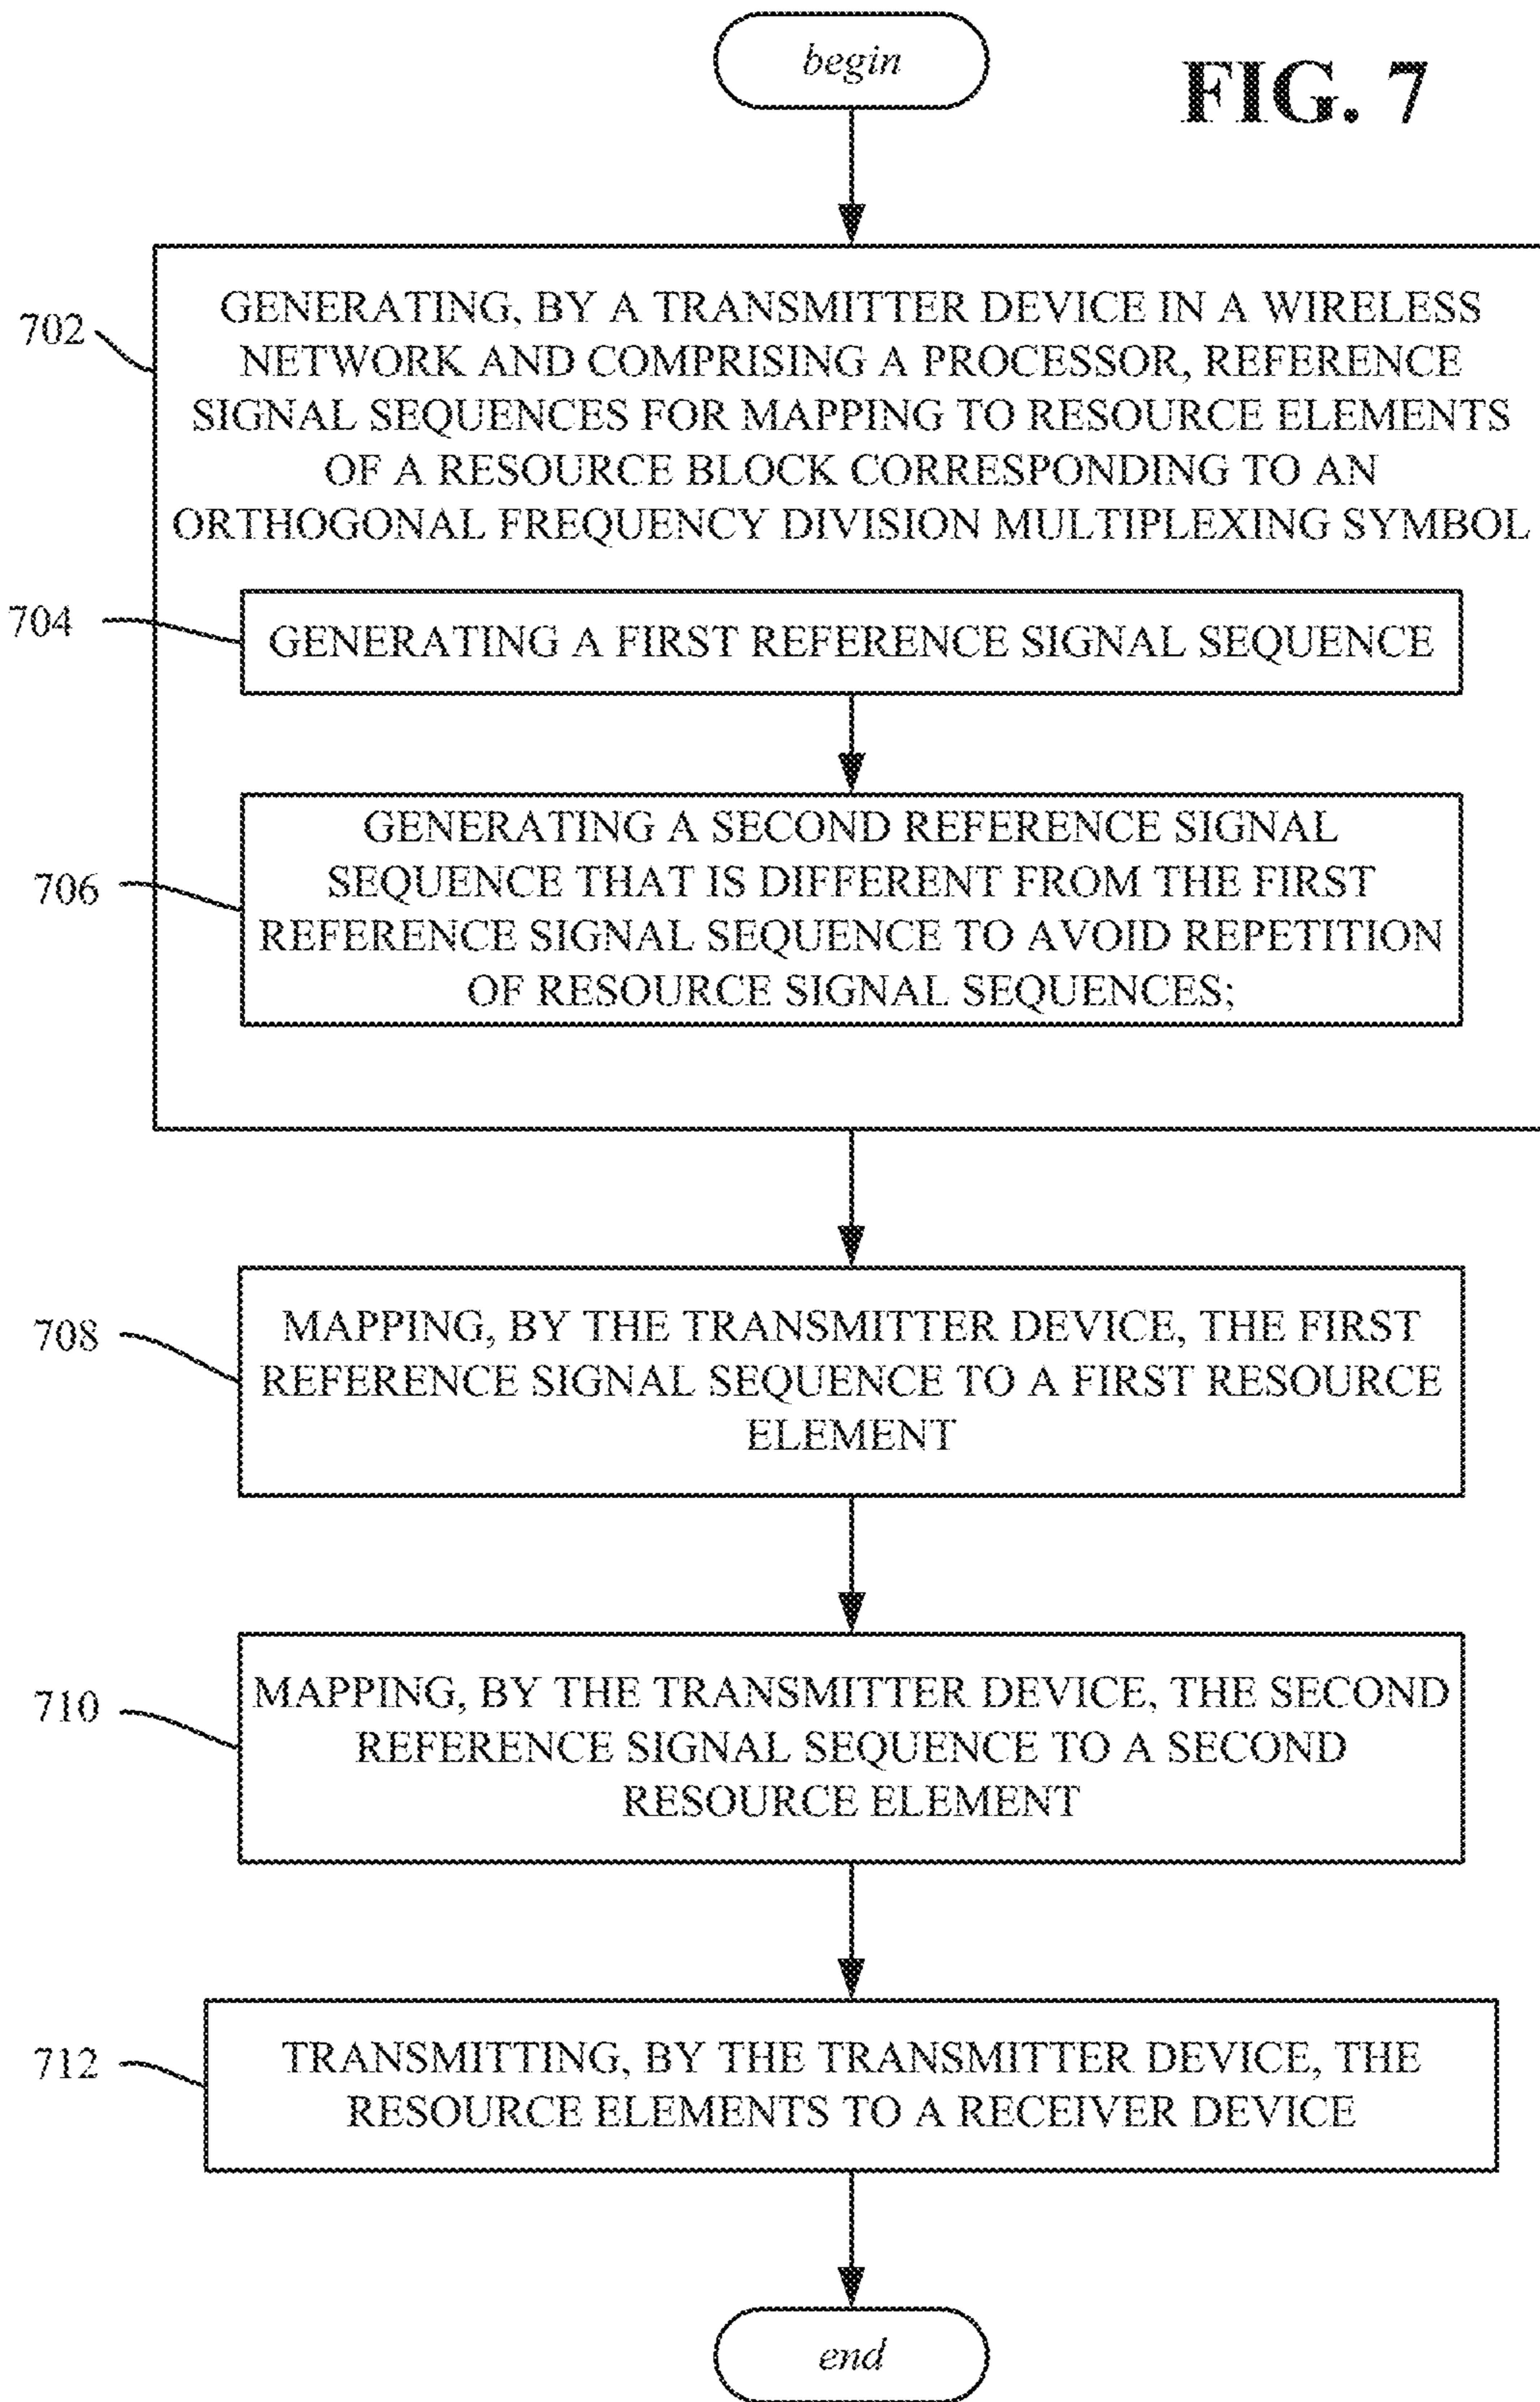 begin
FIG. 7
702
GENERATING, BY A TRANSMITTER DEVICE IN A WIRELESS
NETWORK AND COMPRISING A PROCESSOR, REFERENCE
SIGNAL SEQUENCES FOR MAPPING TO RESOURCE ELEMENTS
OF A RESOURCE BLOCK CORRESPONDING TO AN
ORTHOGONAL FREQUENCY DIVISION MULTIPLEXING SYMBOL
704
GENERATING A FIRST REFERENCE SIGNAL SEQUENCE
706
GENERATING A SECOND REFERENCE SIGNAL
SEQUENCE THAT IS DIFFERENT FROM THE FIRST
REFERENCE SIGNAL SEQUENCE TO AVOID REPETITION
OF RESOURCE SIGNAL SEQUENCES;
708
MAPPING, BY THE TRANSMITTER DEVICE, THE FIRST
REFERENCE SIGNAL SEQUENCE TO A FIRST RESOURCE
ELEMENT
710
MAPPING, BY THE TRANSMITTER DEVICE, THE SECOND
REFERENCE SIGNAL SEQUENCE TO A SECOND
RESOURCE ELEMENT
712
TRANSMITTING, BY THE TRANSMITTER DEVICE, THE
RESOURCE ELEMENTS TO A RECEIVER DEVICE
end